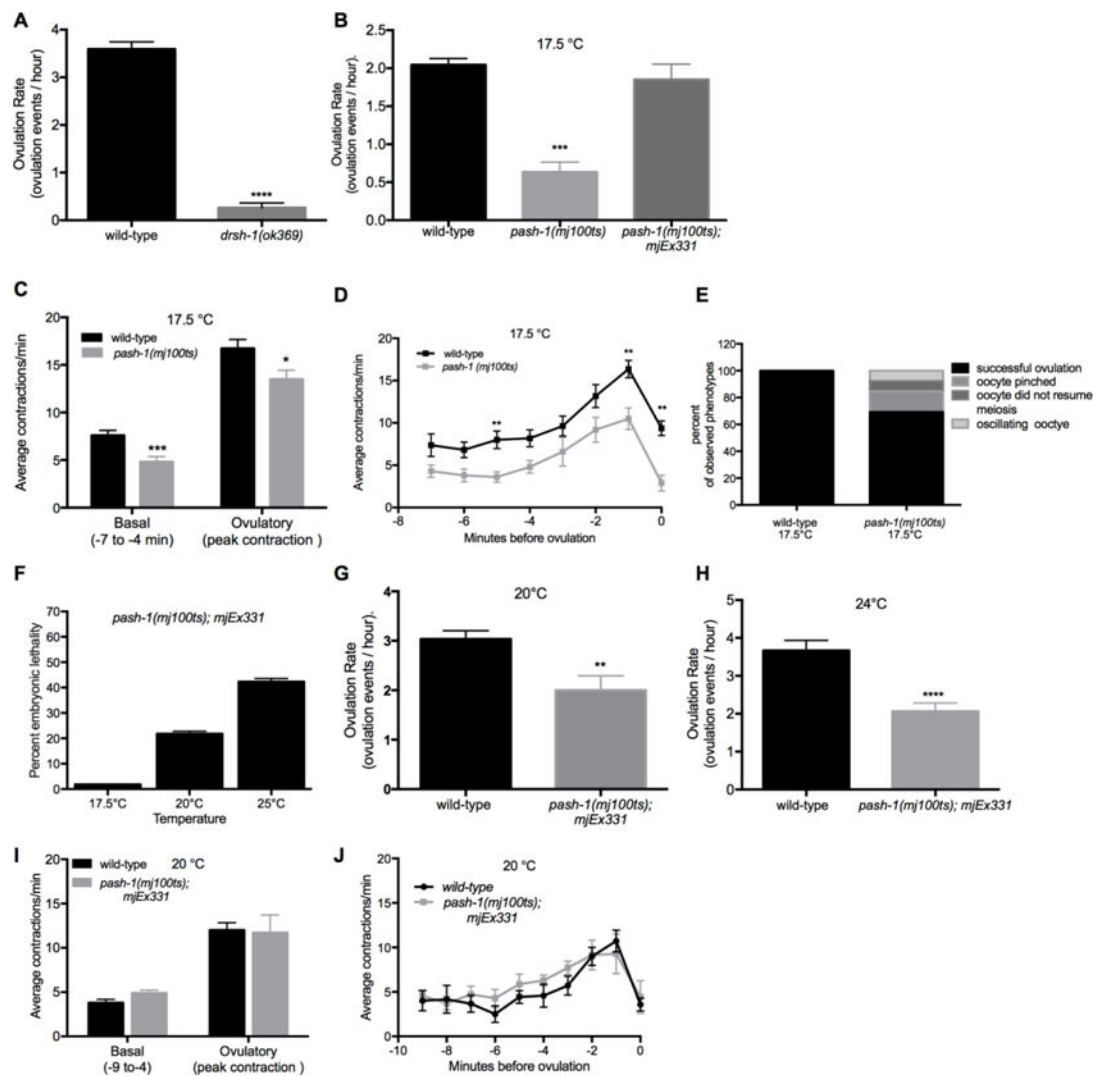 A
Ovulation Rate
(ovulation events / hour)
4
3
2
1
0
****
wild-type
drsh-1(ok369)
B
17.5 °C
Ovulation Rate
(ovulation events / hour).
2.5
2.0
1.5
1.0
0.5
0.0
***
wild-type
pash-1(mj100ts)
pash-1(mj100ts);
mjEx331
C
17.5 °C
wild-type
pash-1(mj100ts)
Average contractions/min
20
15
10
5
0
***
*
Basal
(-7 to -4 min)
Ovulatory
(peak contraction )
D
17.5 °C
wild-type
pash-1 (mj100ts)
Average contractions/min
20
15
10
5
0
**
**
**
-8
-6
-4
-2
0
Minutes before ovulation
E
percent
of observed phenotypes
120
100
80
60
40
20
0
wild-type
17.5°C
pash-1(mj100ts)
17.5°C
successful ovulation
oocyte pinched
oocyte did not resume
meiosis
oscillating ooctye
F
pash-1(mj100ts); mjEx331
Percent embryonic lethality
70
60
50
40
30
20
10
0
17.5°C
20°C
25°C
Temperature
G
20°C
Ovulation Rate
(ovulation events / hour).
4
3
2
1
0
**
wild-type
pash-1(mj100ts);
mjEx331
H
24°C
Ovulation Rate
(ovulation events / hour)
5
4
3
2
1
0
****
wild-type
pash-1(mj100ts); mjEx331
I
20 °C
wild-type
pash-1(mj100ts);
mjEx331
Average contractions/min
20
15
10
5
0
Basal
(-9 to-4)
Ovulatory
(peak contraction )
J
20 °C
wild-type
pash-1(mj100ts);
mjEx331
Average contractions/min
20
15
10
5
0
-10
-8
-6
-4
-2
0
Minutes before ovulation